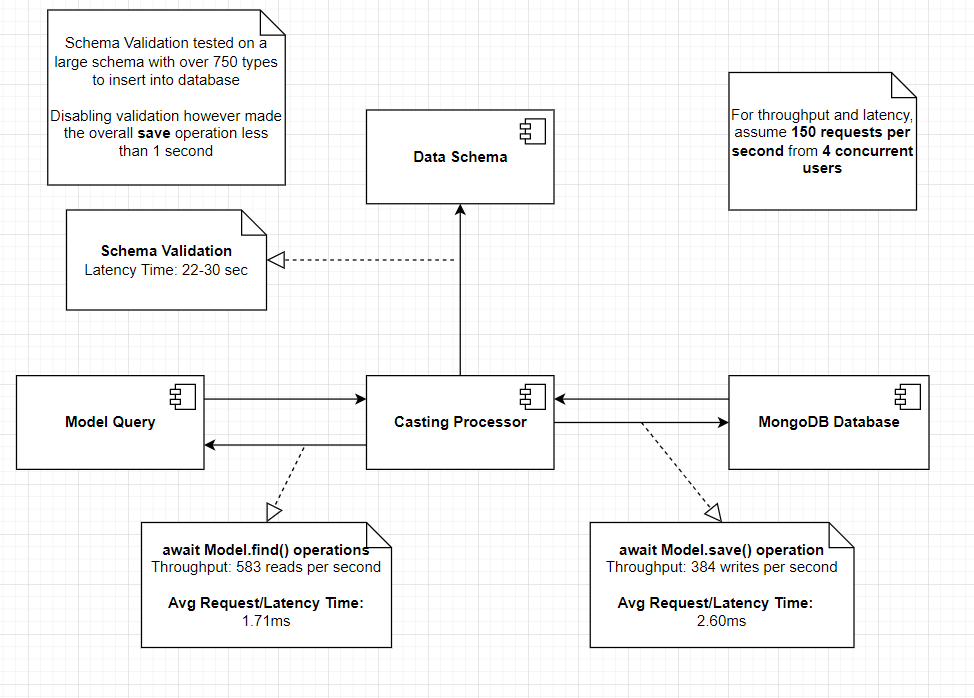 Schema Validation tested on a
large schema with over 750 types
to insert into database
Disabling validation however made
the overall save operation less
than 1 second
For throughput and latency,
assume 150 requests per
second from 4 concurrent
users
Data Schema
Schema Validation
Latency Time: 22-30 sec
Model Query
Casting Processor
MongoDB Database
await Model.find() operations
Throughput: 583 reads per second
Avg Request/Latency Time:
1.71ms
await Model.save() operation
Throughput: 384 writes per second
Avg Request/Latency Time:
2.60ms